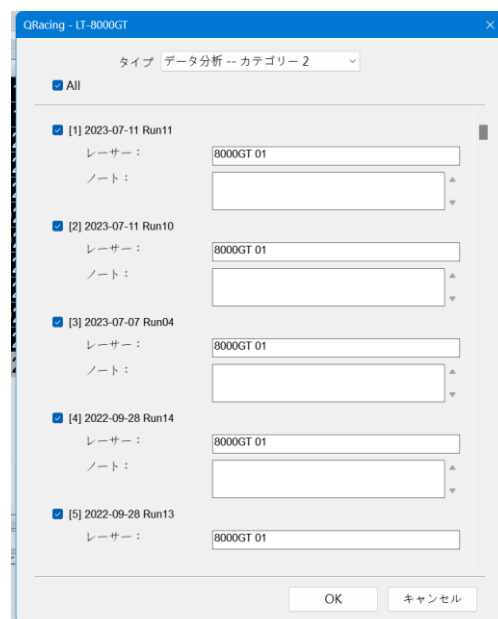 QRacing - LT-8000GT
タイプ データ分析 -- カテゴリー 2
All
[1] 2023-07-11 Run11
レーサー： 8000GT 01
ノート：
[2] 2023-07-11 Run10
レーサー： 8000GT 01
ノート：
[3] 2023-07-07 Run04
レーサー： 8000GT 01
ノート：
[4] 2022-09-28 Run14
レーサー： 8000GT 01
ノート：
[5] 2022-09-28 Run13
レーサー： 8000GT 01
OK キャンセル